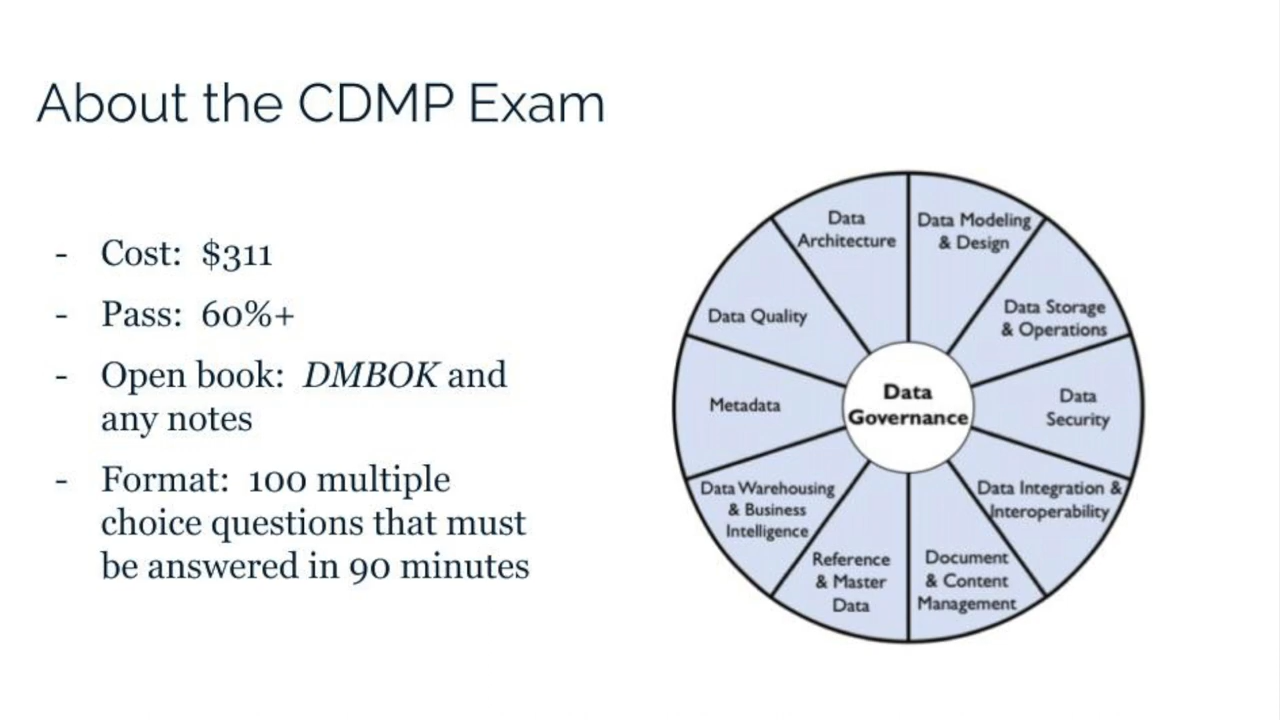 About the CDMP Exam
- Cost: $311
- Pass: 60%+
- Open book: DMBOK and
any notes
- Format: 100 multiple
choice questions that must
be answered in 90 minutes
Data
Architecture
Data Modeling
& Design
Data Quality
Data Storage
& Operations
Metadata
Data
Governance
Data
Security
Data Warehousing
& Business
Intelligence
Data Integration &
Interoperability
Reference
& Master
Data
Document
& Content
Management